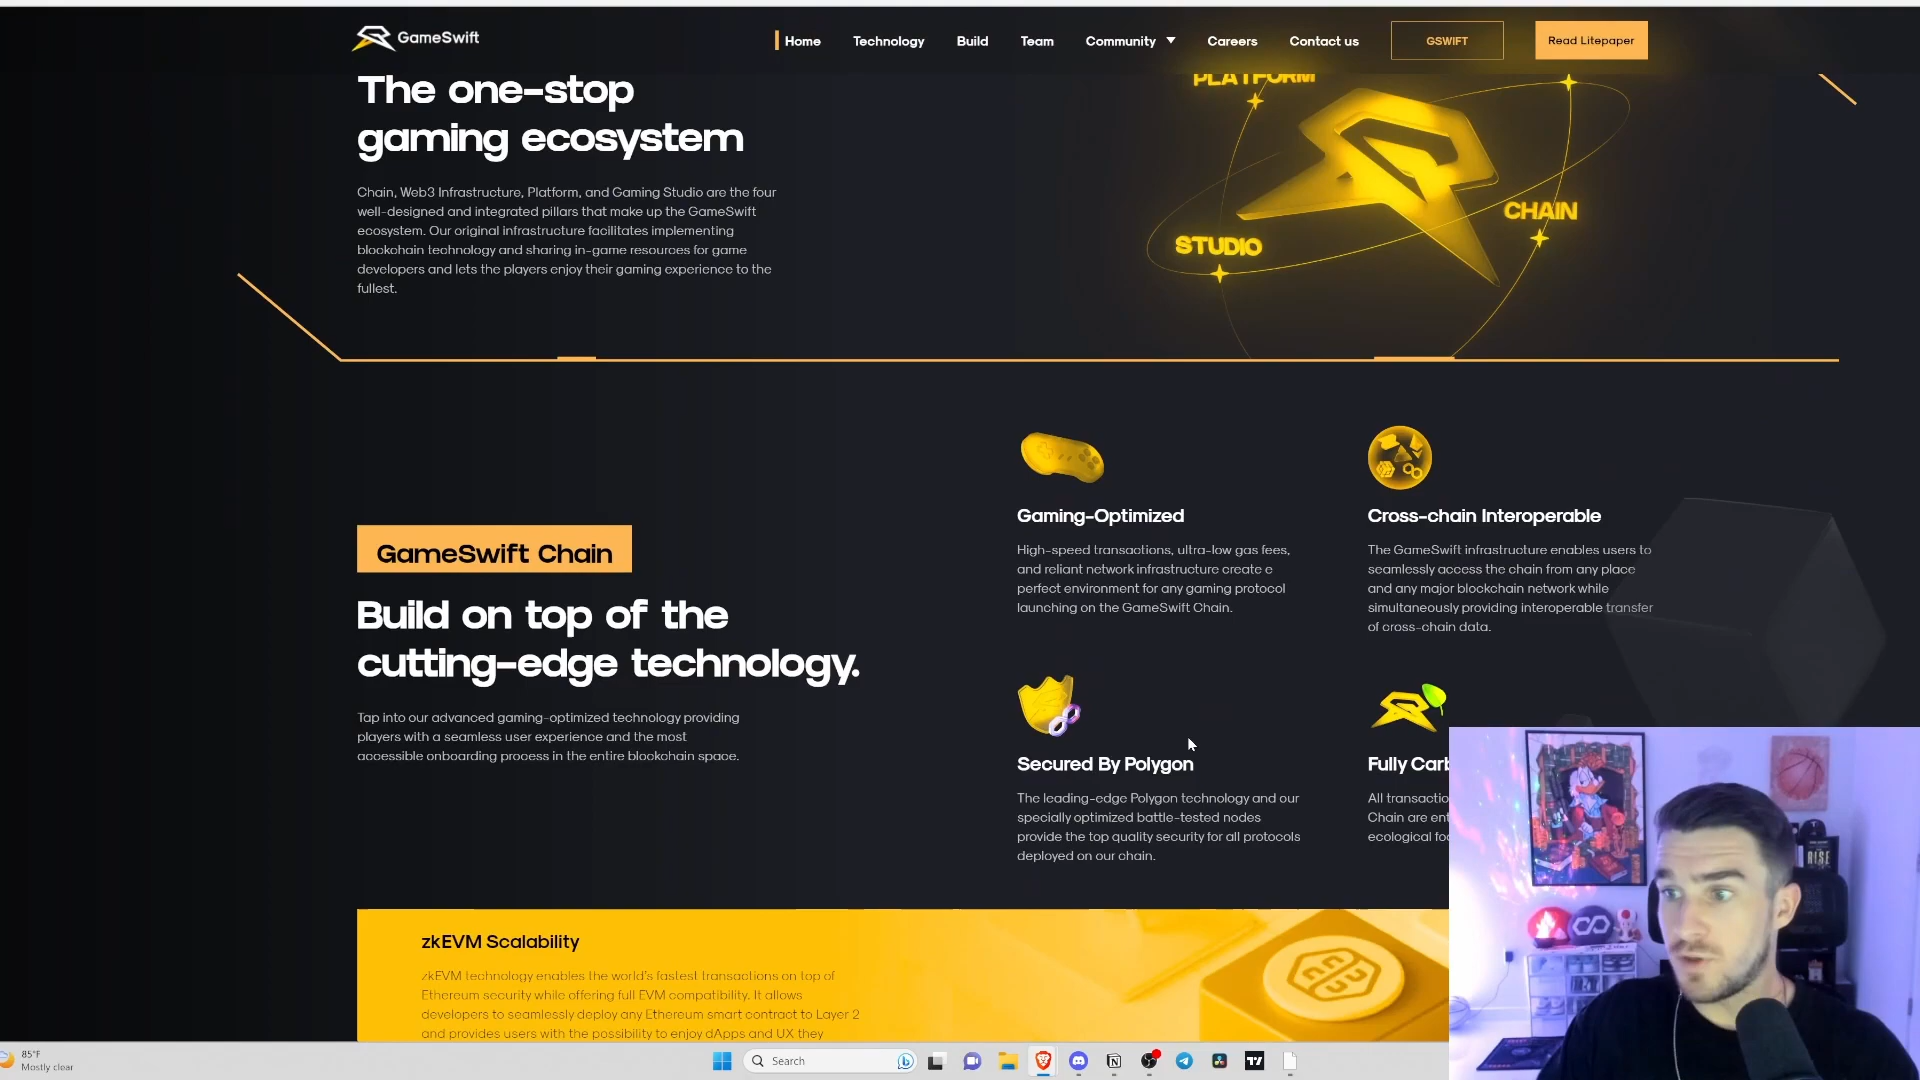 GameSwift
Home
Technology
Build
Team
Community
Careers
Contact us
GSWIFT
Read Litepaper
The one-stop
gaming ecosystem
Chain, Web3 Infrastructure, Platform, and Gaming Studio are the four
well-designed and integrated pillars that make up the GameSwift
ecosystem. Our original infrastructure facilitates implementing
blockchain technology and sharing in-game resources for game
developers and lets the players enjoy their gaming experience to the
fullest.
PLATFORM
CHAIN
STUDIO
GameSwift Chain
Build on top of the
cutting-edge technology.
Tap into our advanced gaming-optimized technology providing
players with a seamless user experience and the most
accessible onboarding process in the entire blockchain space.
Gaming-Optimized
High-speed transactions, ultra-low gas fees,
and reliant network infrastructure create e
perfect environment for any gaming protocol
launching on the GameSwift Chain.
Cross-chain Interoperable
The GameSwift infrastructure enables users to
seamlessly access the chain from any place
and any major blockchain network while
simultaneously providing interoperable transfer
of cross-chain data.
Secured By Polygon
The leading-edge Polygon technology and our
specially optimized battle-tested nodes
provide the top quality security for all protocols
deployed on our chain.
Fully Carb
All transactio
Chain are ent
ecological foo
zkEVM Scalability
zkEVM technology enables the world's fastest transactions on top of
Ethereum security while offering full EVM compatibility. It allows
developers to seamlessly deploy any Ethereum smart contract to Layer 2
and provides users with the possibility to enjoy dApps and UX they
RISE
85°F
Mostly clear
Search